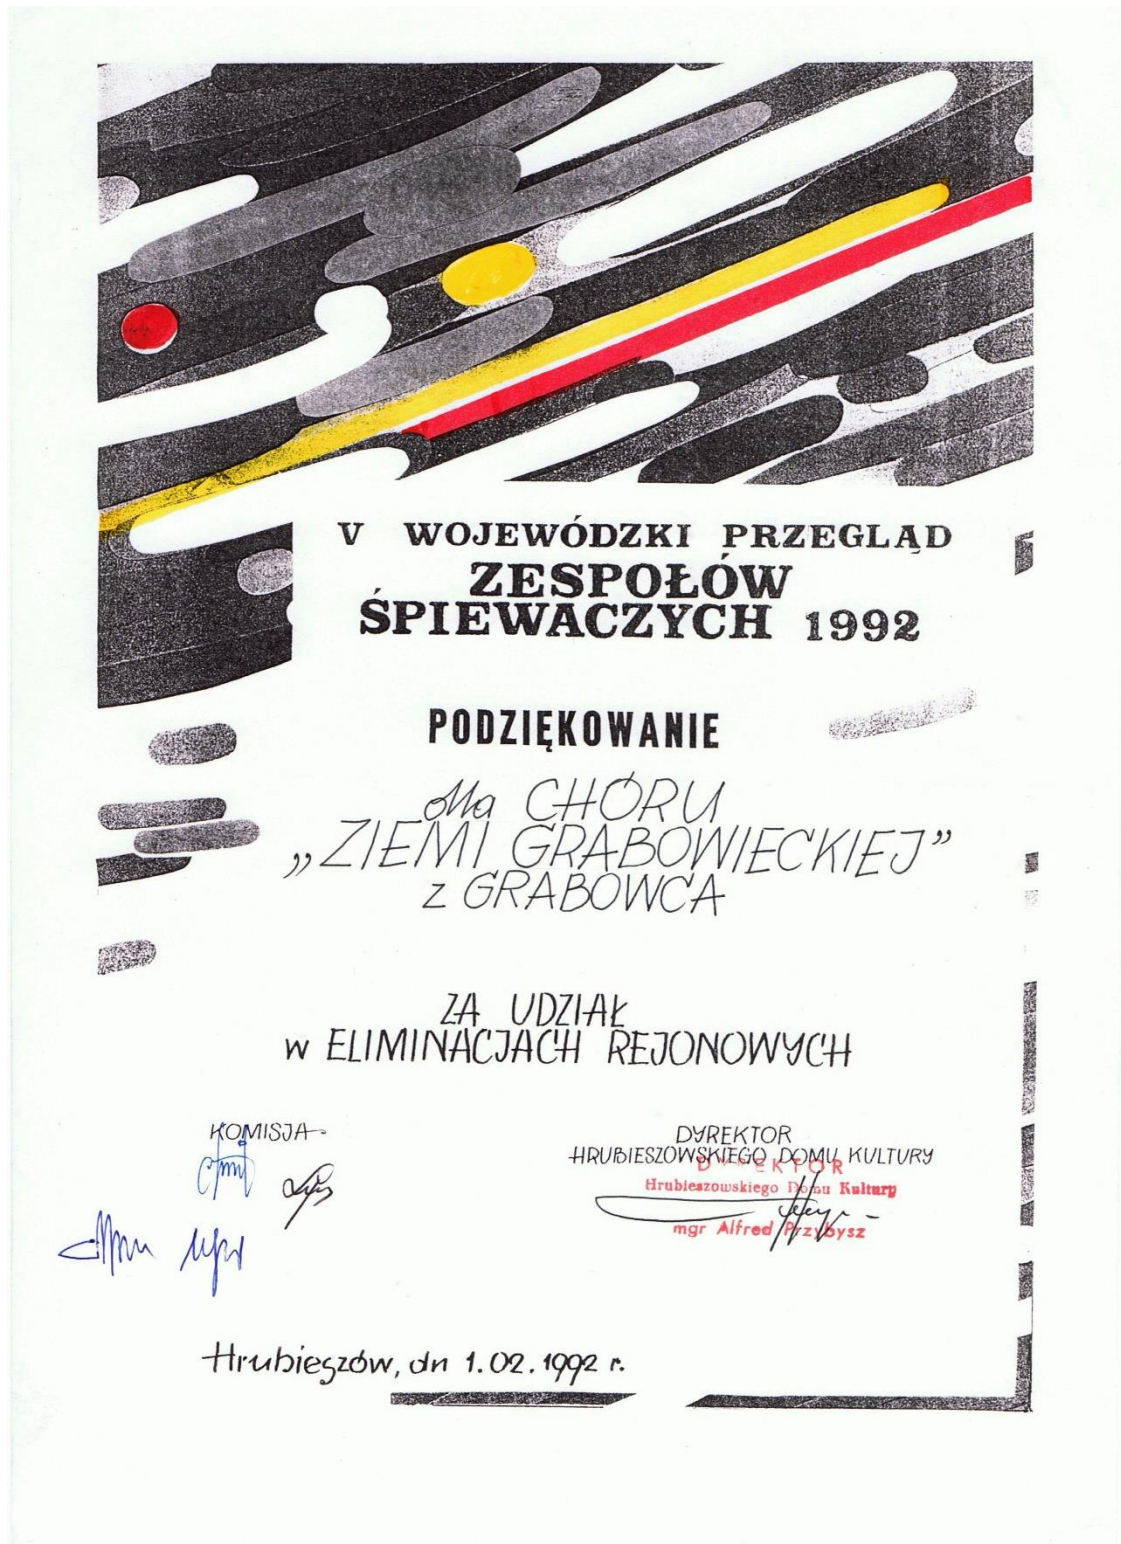 V WOJEWÓDZKI PRZEGLĄD
ZESPOŁÓW
ŚPIEWACZYCH 1992
PODZIĘKOWANIE
dla CHÓRU
„ZIEMI GRABOWIECKIEJ”
z GRABOWCA
ZA UDZIAŁ
w ELIMINACJACH REJONOWYCH
KOMISJA
DYREKTOR
HRUBIESZOWSKIEGO DOMU KULTURY
DYREKTOR
Hrubieszowskiego Domu Kultury
mgr Alfred Przybysz
Hrubieszów, dn 1.02.1992 r.